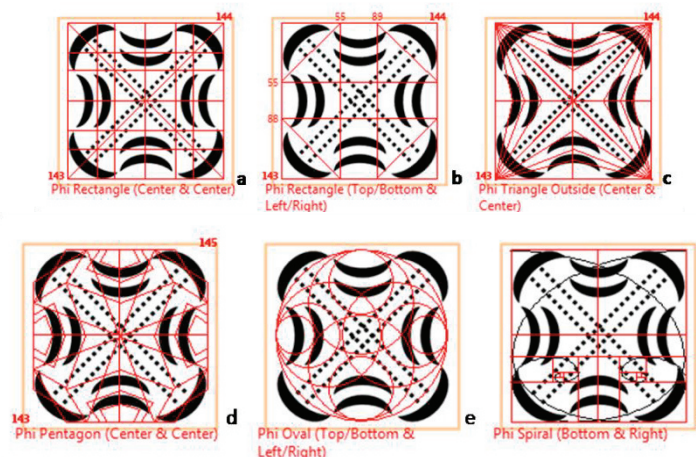 144
55 89 144
144
55
88
143
143
143
Phi Rectangle (Center & Center) a
Phi Rectangle (Top/Bottom &
Left/Right)
b
Phi Triangle Outside (Center &
Center)
c
145
143
Phi Pentagon (Center & Center) d
Phi Oval (Top/Bottom &
Left/Right)
e
Phi Spiral (Bottom & Right)